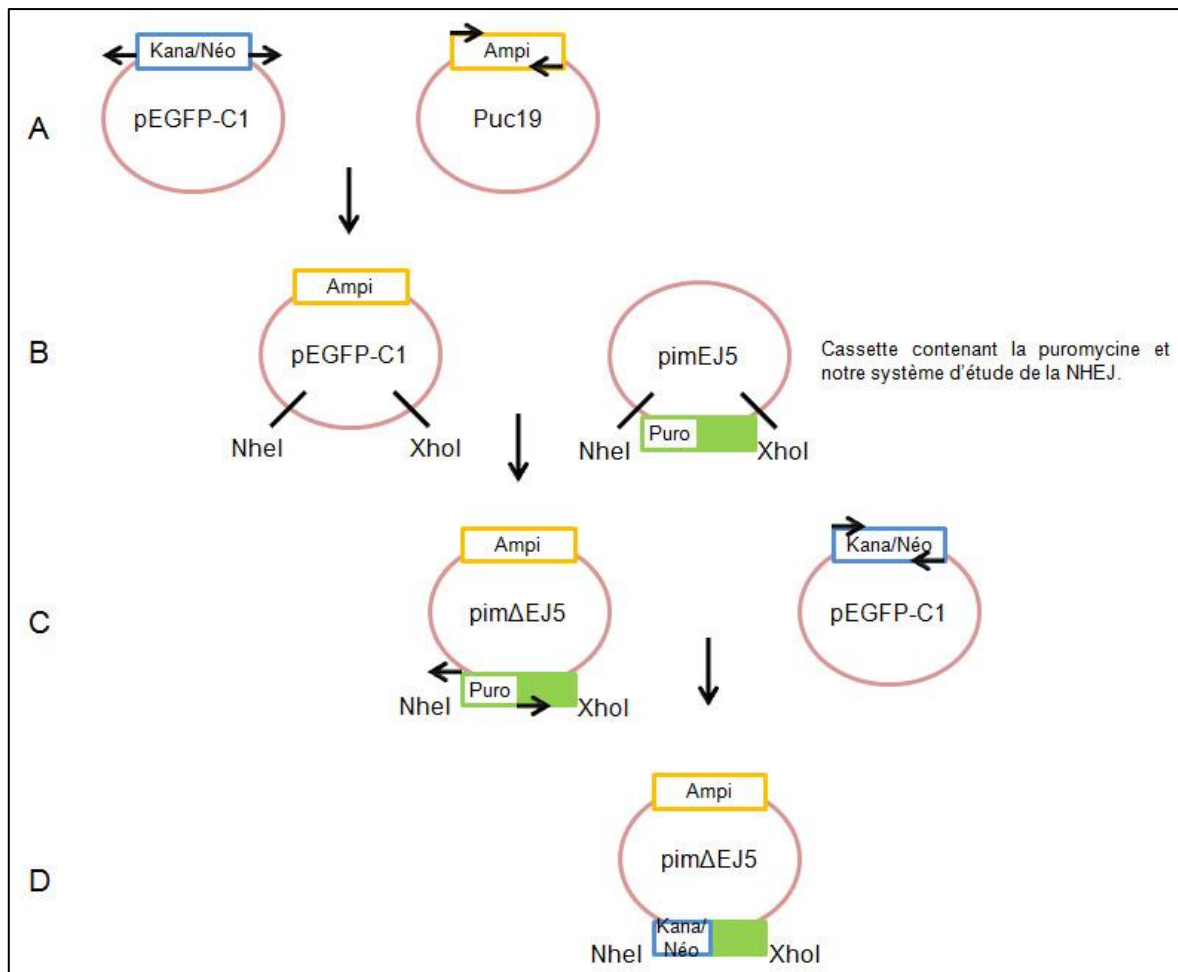 Kana/Néo
Ampi
A
pEGFP-C1
Puc19
Ampi
B
pEGFP-C1
pimEJ5
Cassette contenant la puromycine et
notre système d'étude de la NHEJ.
NheI
XhoI
NheI
Puro
XhoI
Ampi
Kana/Néo
C
pimΔEJ5
pEGFP-C1
NheI
Puro
XhoI
Ampi
pimΔEJ5
D
NheI
Kana/
Néo
XhoI